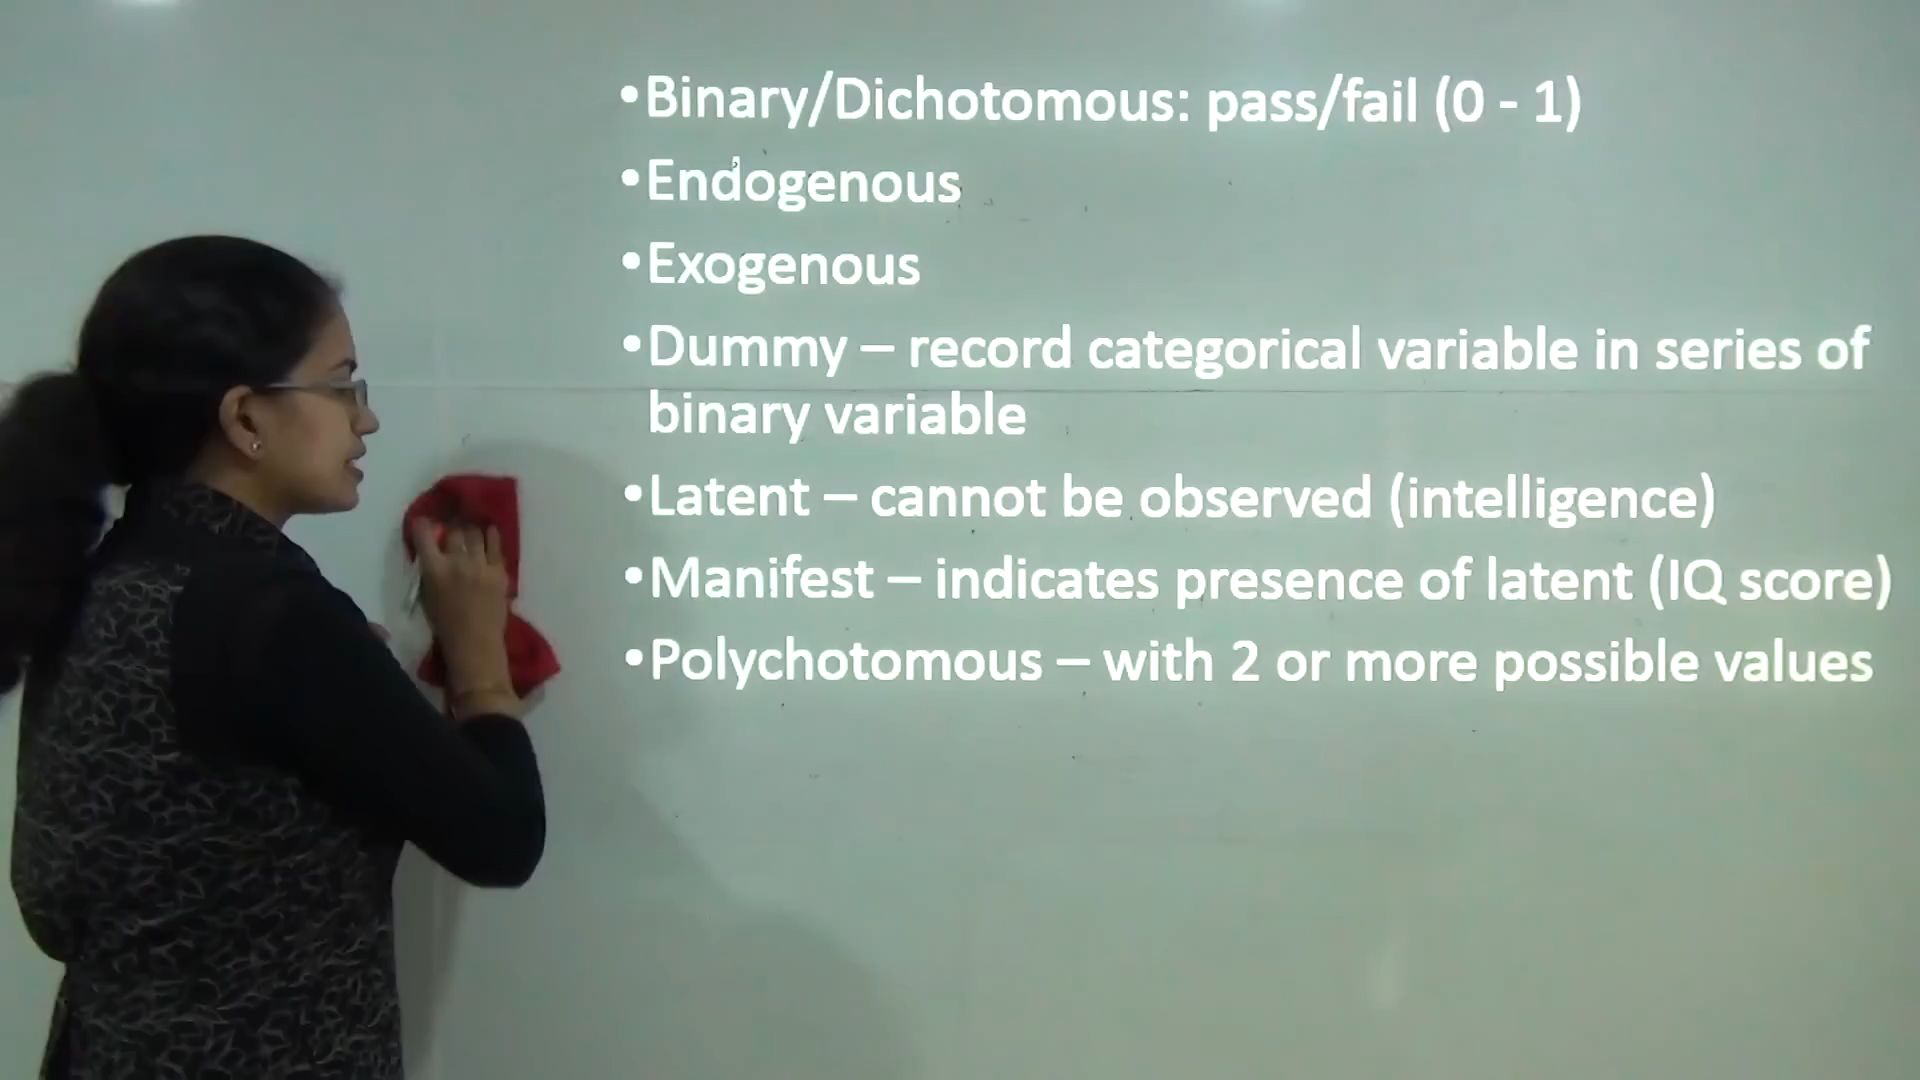 •Binary/Dichotomous: pass/fail (0 - 1)
•Endogenous
•Exogenous
•Dummy – record categorical variable in series of
binary variable
•Latent – cannot be observed (intelligence)
•Manifest – indicates presence of latent (IQ score)
•Polychotomous – with 2 or more possible values